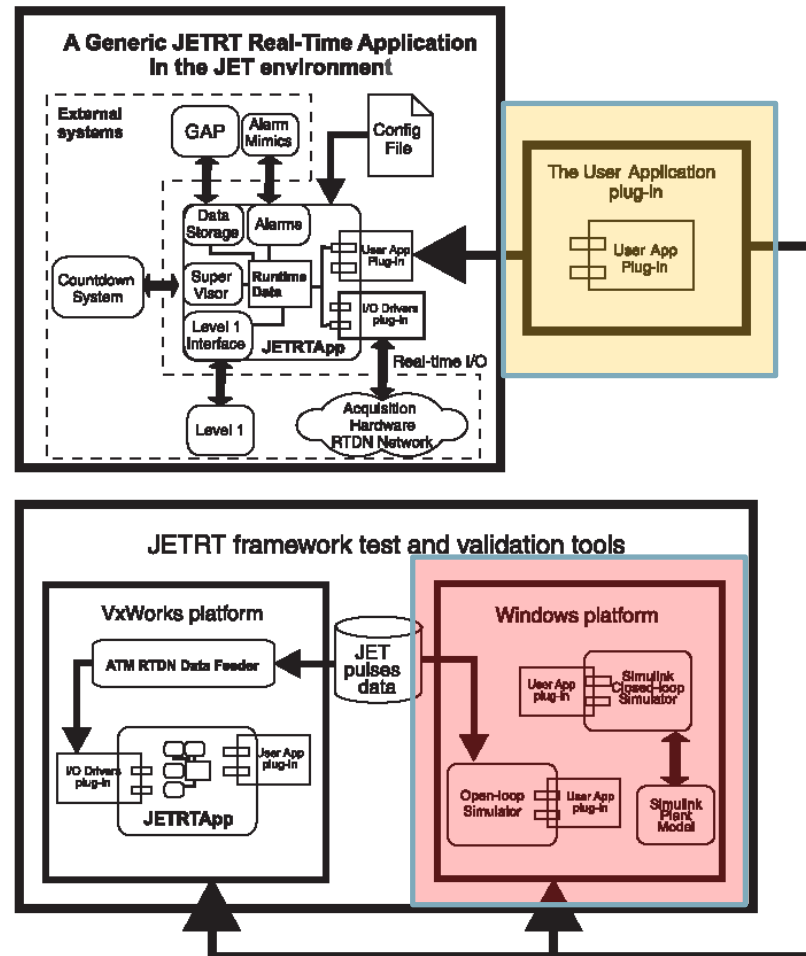 A Generic JETRT Real-Time Application
In the JET environment
External
systems
GAP
Alarm
Mimics
Config
File
Data
Storage
Alarms
User App
Plug-In
Countdown
System
Super
Visor
Runtime
Data
I/O Drivers
plug-in
Level 1
Interface
JETRTApp
Real-time I/O
Level 1
Acquisition
Hardware
RTDN Network
The User Application
plug-in
User App
Plug-In
JETRT framework test and validation tools
VxWorks platform
ATM RTDN Data Feeder
JET
pulses
data
I/O Drivers
plug-in
User App
plug-in
JETRTApp
Windows platform
User App
plug-in
Simulink
Closed-loop
Simulator
Open-loop
Simulator
User App
plug-in
Simulink
Plant
Model